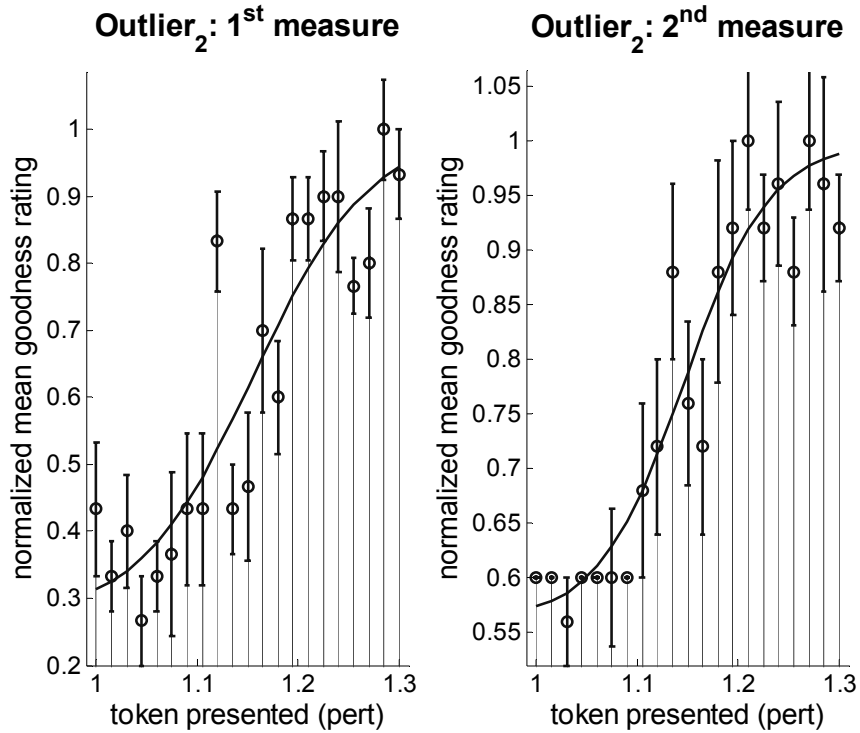 Outlier₂: 1ˢᵗ measure
normalized mean goodness rating
1
0.9
0.8
0.7
0.6
0.5
0.4
0.3
0.2
1 1.1 1.2 1.3
token presented (pert)
Outlier₂: 2ⁿᵈ measure
normalized mean goodness rating
1.05
1
0.95
0.9
0.85
0.8
0.75
0.7
0.65
0.6
0.55
1 1.1 1.2 1.3
token presented (pert)